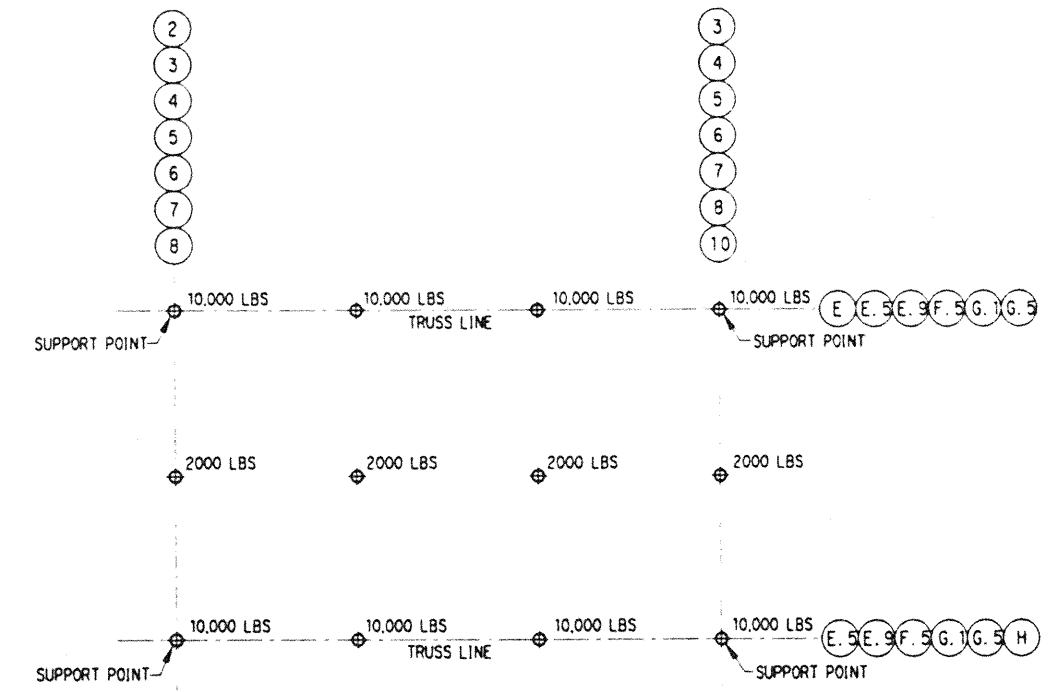 2 3
3 4
4 5
5 6
6 7
7 8
8 10
10,000 LBS 10,000 LBS 10,000 LBS 10,000 LBS E E.5 E.9 F.5 G.1 G.5
TRUSS LINE
SUPPORT POINT SUPPORT POINT
2000 LBS 2000 LBS 2000 LBS 2000 LBS
10,000 LBS 10,000 LBS 10,000 LBS 10,000 LBS E.5 E.9 F.5 G.1 G.5 H
TRUSS LINE
SUPPORT POINT SUPPORT POINT